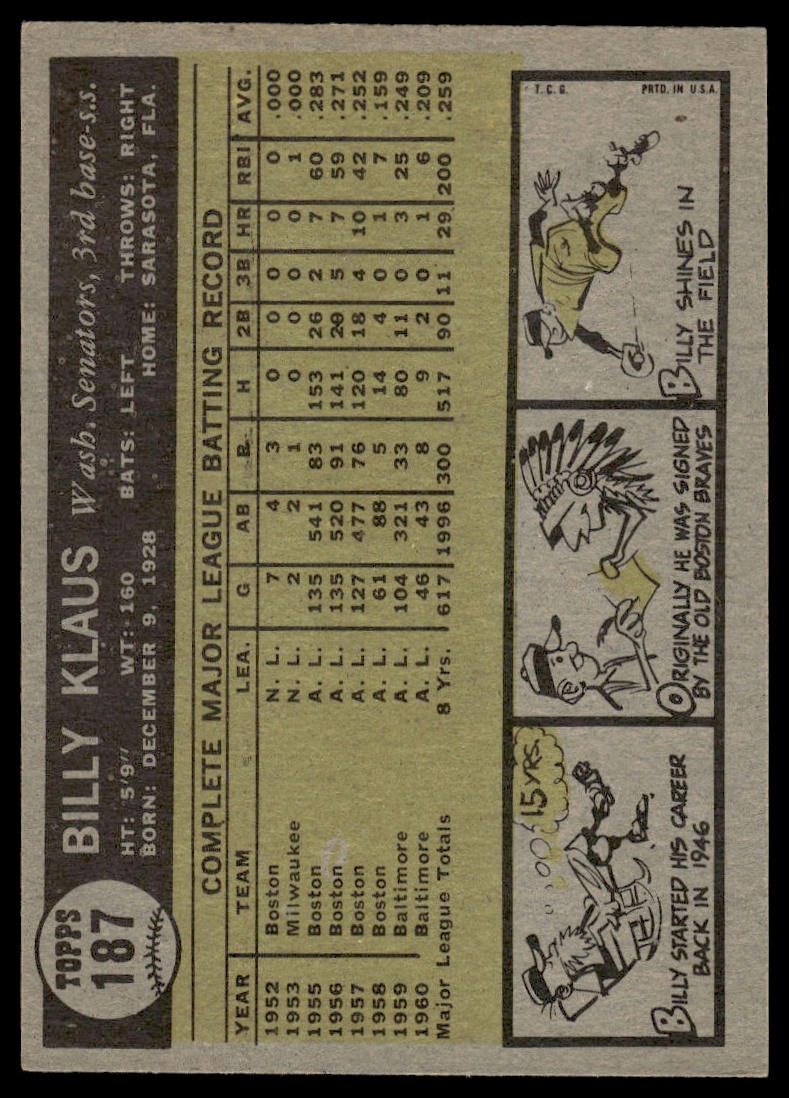 TOPPS
187
BILLY KLAUS Wash. Senators, 3rd base-s.s.
HT: 5'9" WT: 160 BATS: LEFT THROWS: RIGHT
BORN: DECEMBER 9, 1928 HOME: SARASOTA, FLA.
COMPLETE MAJOR LEAGUE BATTING RECORD
YEAR TEAM LEA. G AB R H 2B 3B HR RBI AVG.
1952 Boston N. L. 7 4 3 0 0 0 0 0 .000
1953 Milwaukee N. L. 2 2 1 0 0 0 0 1 .000
1955 Boston A. L. 135 541 83 153 26 2 7 60 .283
1956 Boston A. L. 135 520 91 141 29 5 7 59 .271
1957 Boston A. L. 127 477 76 120 18 4 10 42 .252
1958 Boston A. L. 61 88 5 14 4 0 1 7 .159
1959 Baltimore A. L. 104 321 33 80 11 0 3 25 .249
1960 Baltimore A. L. 46 43 8 9 2 0 1 6 .209
Major League Totals 8 Yrs. 617 1996 300 517 90 11 29 200 .259
15 YRS.
BILLY STARTED HIS CAREER
BACK IN 1946
ORIGINALLY HE WAS SIGNED
BY THE OLD BOSTON BRAVES
T.C.G. PRTD. IN U.S.A.
BILLY SHINES IN
THE FIELD